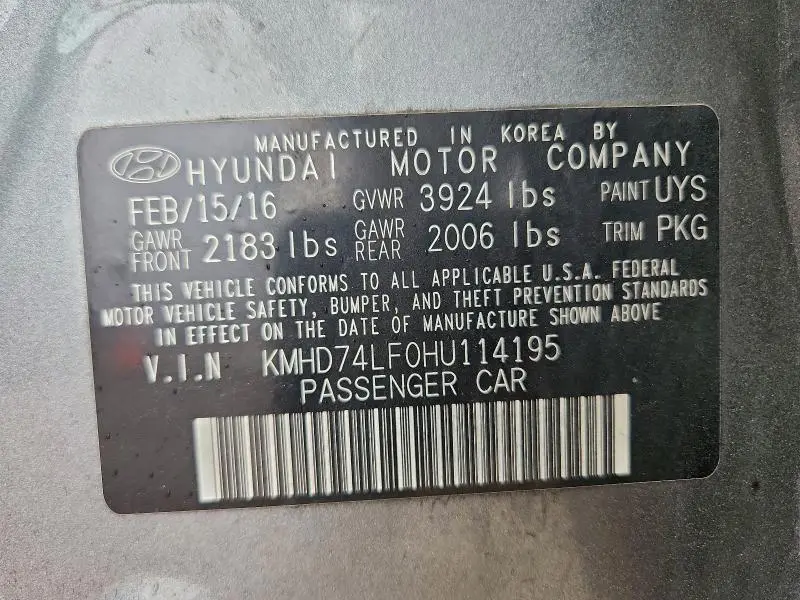 MANUFACTURED IN KOREA BY
HYUNDAI MOTOR COMPANY
FEB/15/16 GVWR 3924 lbs PAINT UYS
GAWR FRONT 2183 lbs GAWR REAR 2006 lbs TRIM PKG
THIS VEHICLE CONFORMS TO ALL APPLICABLE U.S.A. FEDERAL
MOTOR VEHICLE SAFETY, BUMPER, AND THEFT PREVENTION STANDARDS
IN EFFECT ON THE DATE OF MANUFACTURE SHOWN ABOVE
V.I.N KMHD74LF0HU114195
PASSENGER CAR